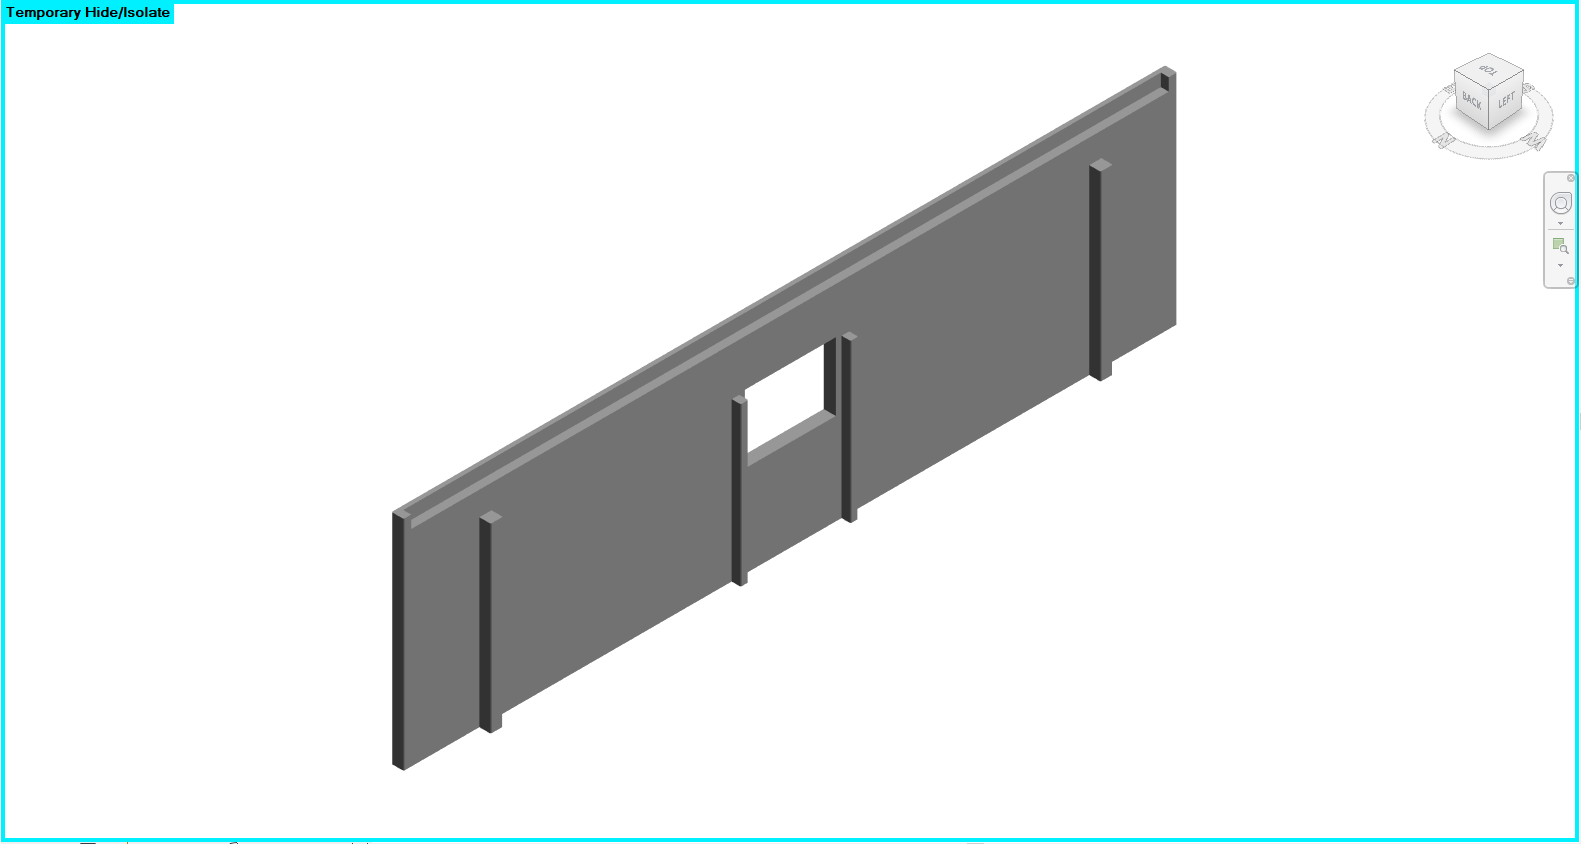 Temporary Hide/Isolate
TOP
BACK
LEFT